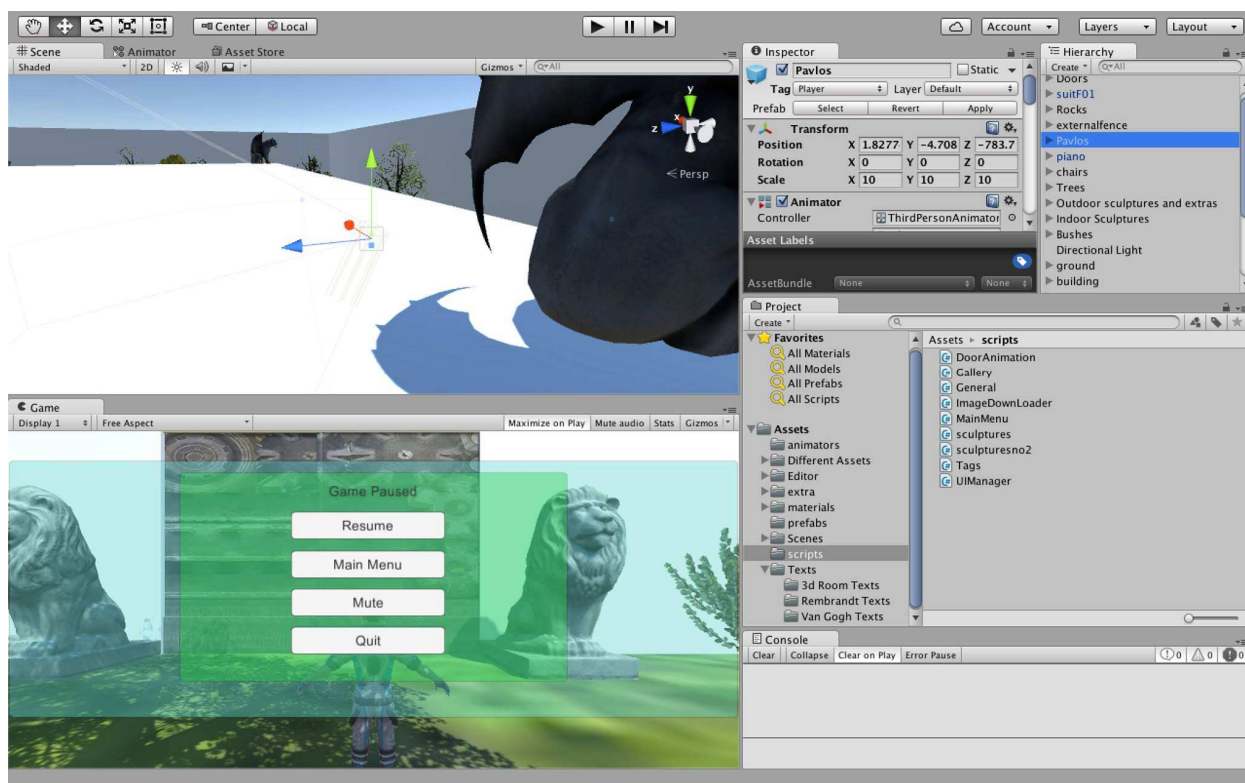 Center Local Account Layers Layout
Scene Animator Asset Store
Shaded 2D Gizmos All
y
x
z
Persp
Game
Display 1 Free Aspect Maximize on Play Mute audio Stats Gizmos
Game Paused
Resume
Main Menu
Mute
Quit
Inspector
Pavlos Static
Tag Player Layer Default
Prefab Select Revert Apply
Transform
Position X 1.8277 Y -4.708 Z -783.7
Rotation X 0 Y 0 Z 0
Scale X 10 Y 10 Z 10
Animator
Controller ThirdPersonAnimator
Asset Labels
AssetBundle None None
Hierarchy
Create All
Doors
suitF01
Rocks
externalfence
Pavlos
piano
chairs
Trees
Outdoor sculptures and extras
Indoor Sculptures
Bushes
Directional Light
ground
building
Project
Create
Favorites
All Materials
All Models
All Prefabs
All Scripts
Assets
animators
Different Assets
Editor
extra
materials
prefabs
Scenes
scripts
Texts
3d Room Texts
Rembrandt Texts
Van Gogh Texts
Assets scripts
DoorAnimation
Gallery
General
ImageDownLoader
MainMenu
sculptures
sculpturesno2
Tags
UIManager
Console
Clear Collapse Clear on Play Error Pause 0 0 0